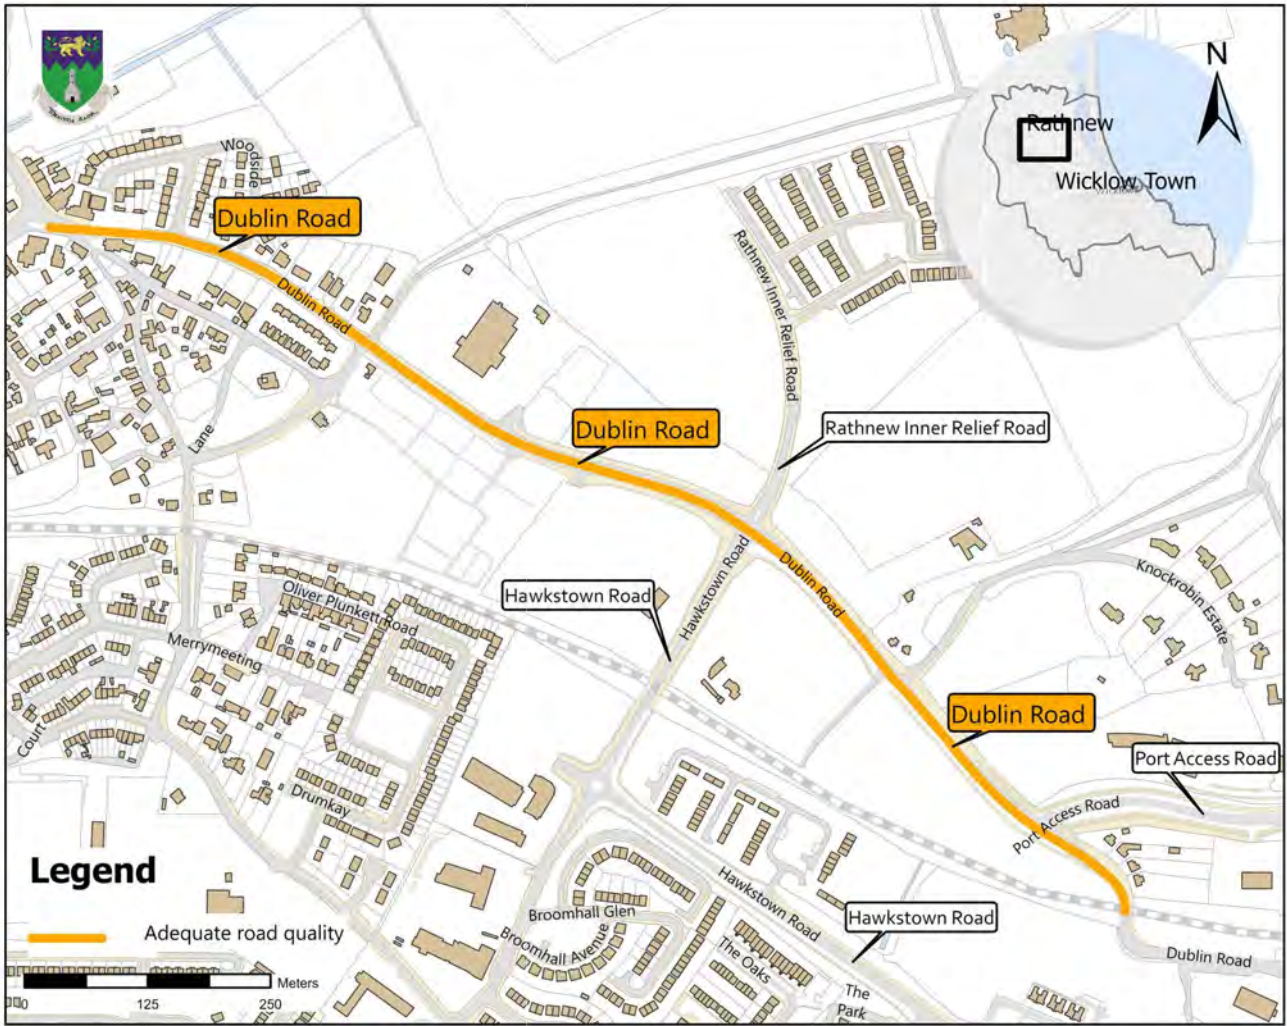 N
Rathnew
Wicklow Town
Woodside
Dublin Road
Dublin Road
Rathnew Inner Relief Road
Dublin Road
Rathnew Inner Relief Road
Lane
Hawkstown Road
Hawkstown Road
Dublin Road
Knockrobin Estate
Oliver Plunkett Road
Merrymeeting
Court
Dublin Road
Port Access Road
Port Access Road
Drumkay
Legend
Adequate road quality
Hawkstown Road
Hawkstown Road
Broomhall Glen
Broomhall Avenue
The Oaks
The
Park
Dublin Road
Meters
0 125 250